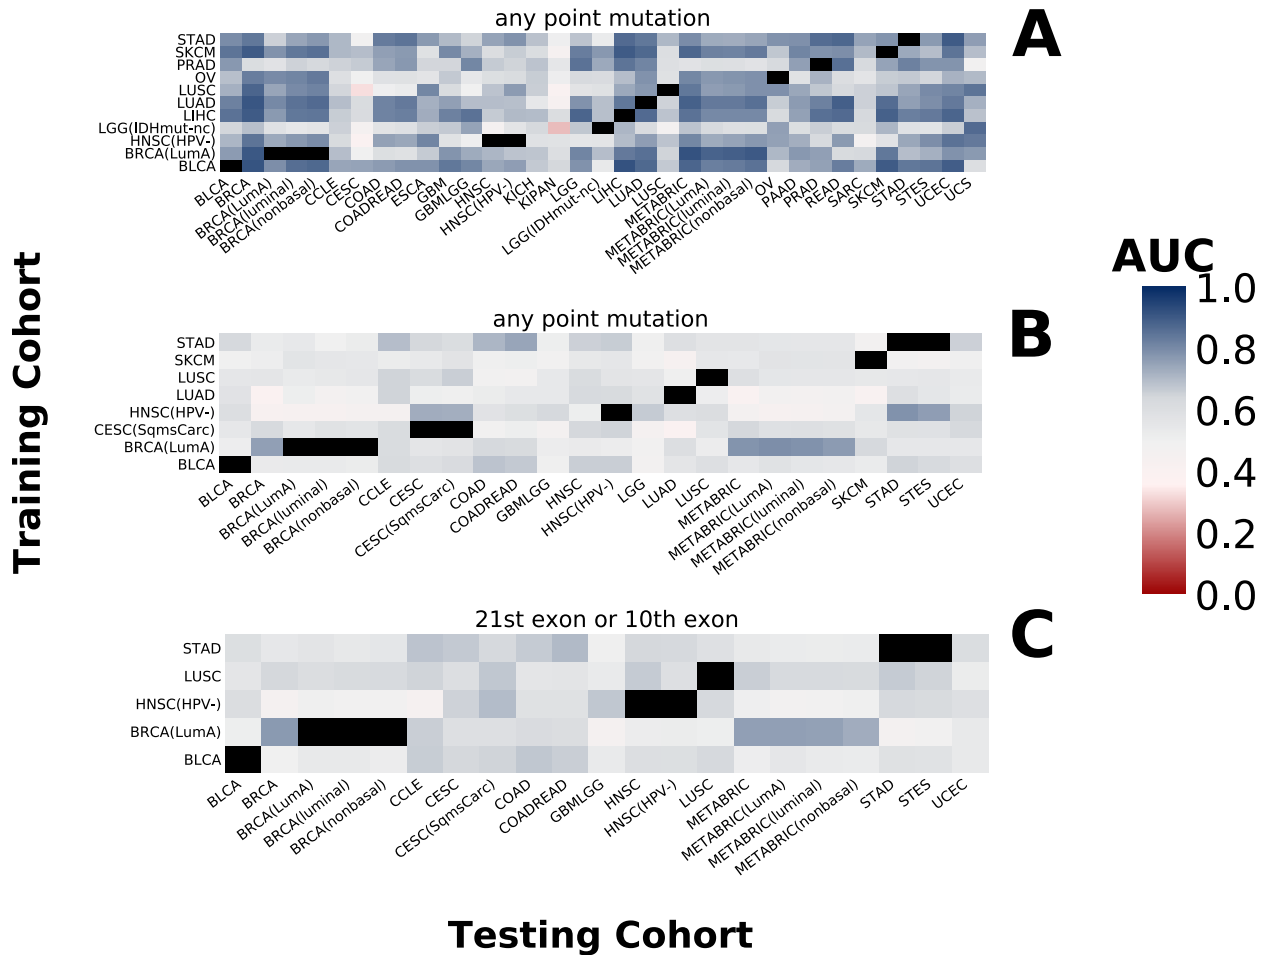 any point mutation
A
STAD
SKCM
PRAD
OV
LUSC
LUAD
LIHC
LGG(IDHmut-nc)
HNSC(HPV-)
BRCA(LumA)
BLCA
BLCA
BRCA
BRCA(LumA)
BRCA(luminal)
BRCA(nonbasal)
CCLE
CESC
COAD
COADREAD
ESCA
GBM
GBMLGG
HNSC
HNSC(HPV-)
KICH
KIPAN
LGG
LGG(IDHmut-nc)
LIHC
LUAD
LUSC
METABRIC
METABRIC(LumA)
METABRIC(luminal)
METABRIC(nonbasal)
OV
PAAD
PRAD
READ
SARC
SKCM
STAD
STES
UCEC
UCS
Training Cohort
any point mutation
B
STAD
SKCM
LUSC
LUAD
HNSC(HPV-)
CESC(SqmsCarc)
BRCA(LumA)
BLCA
BLCA
BRCA
BRCA(LumA)
BRCA(luminal)
BRCA(nonbasal)
CCLE
CESC
CESC(SqmsCarc)
COAD
COADREAD
GBMLGG
HNSC
HNSC(HPV-)
LGG
LUAD
LUSC
METABRIC
METABRIC(LumA)
METABRIC(luminal)
METABRIC(nonbasal)
SKCM
STAD
STES
UCEC
AUC
1.0
0.8
0.6
0.4
0.2
0.0
21st exon or 10th exon
C
STAD
LUSC
HNSC(HPV-)
BRCA(LumA)
BLCA
BLCA
BRCA
BRCA(LumA)
BRCA(luminal)
BRCA(nonbasal)
CCLE
CESC
CESC(SqmsCarc)
COAD
COADREAD
GBMLGG
HNSC
HNSC(HPV-)
LUSC
METABRIC
METABRIC(LumA)
METABRIC(luminal)
METABRIC(nonbasal)
STAD
STES
UCEC
Testing Cohort